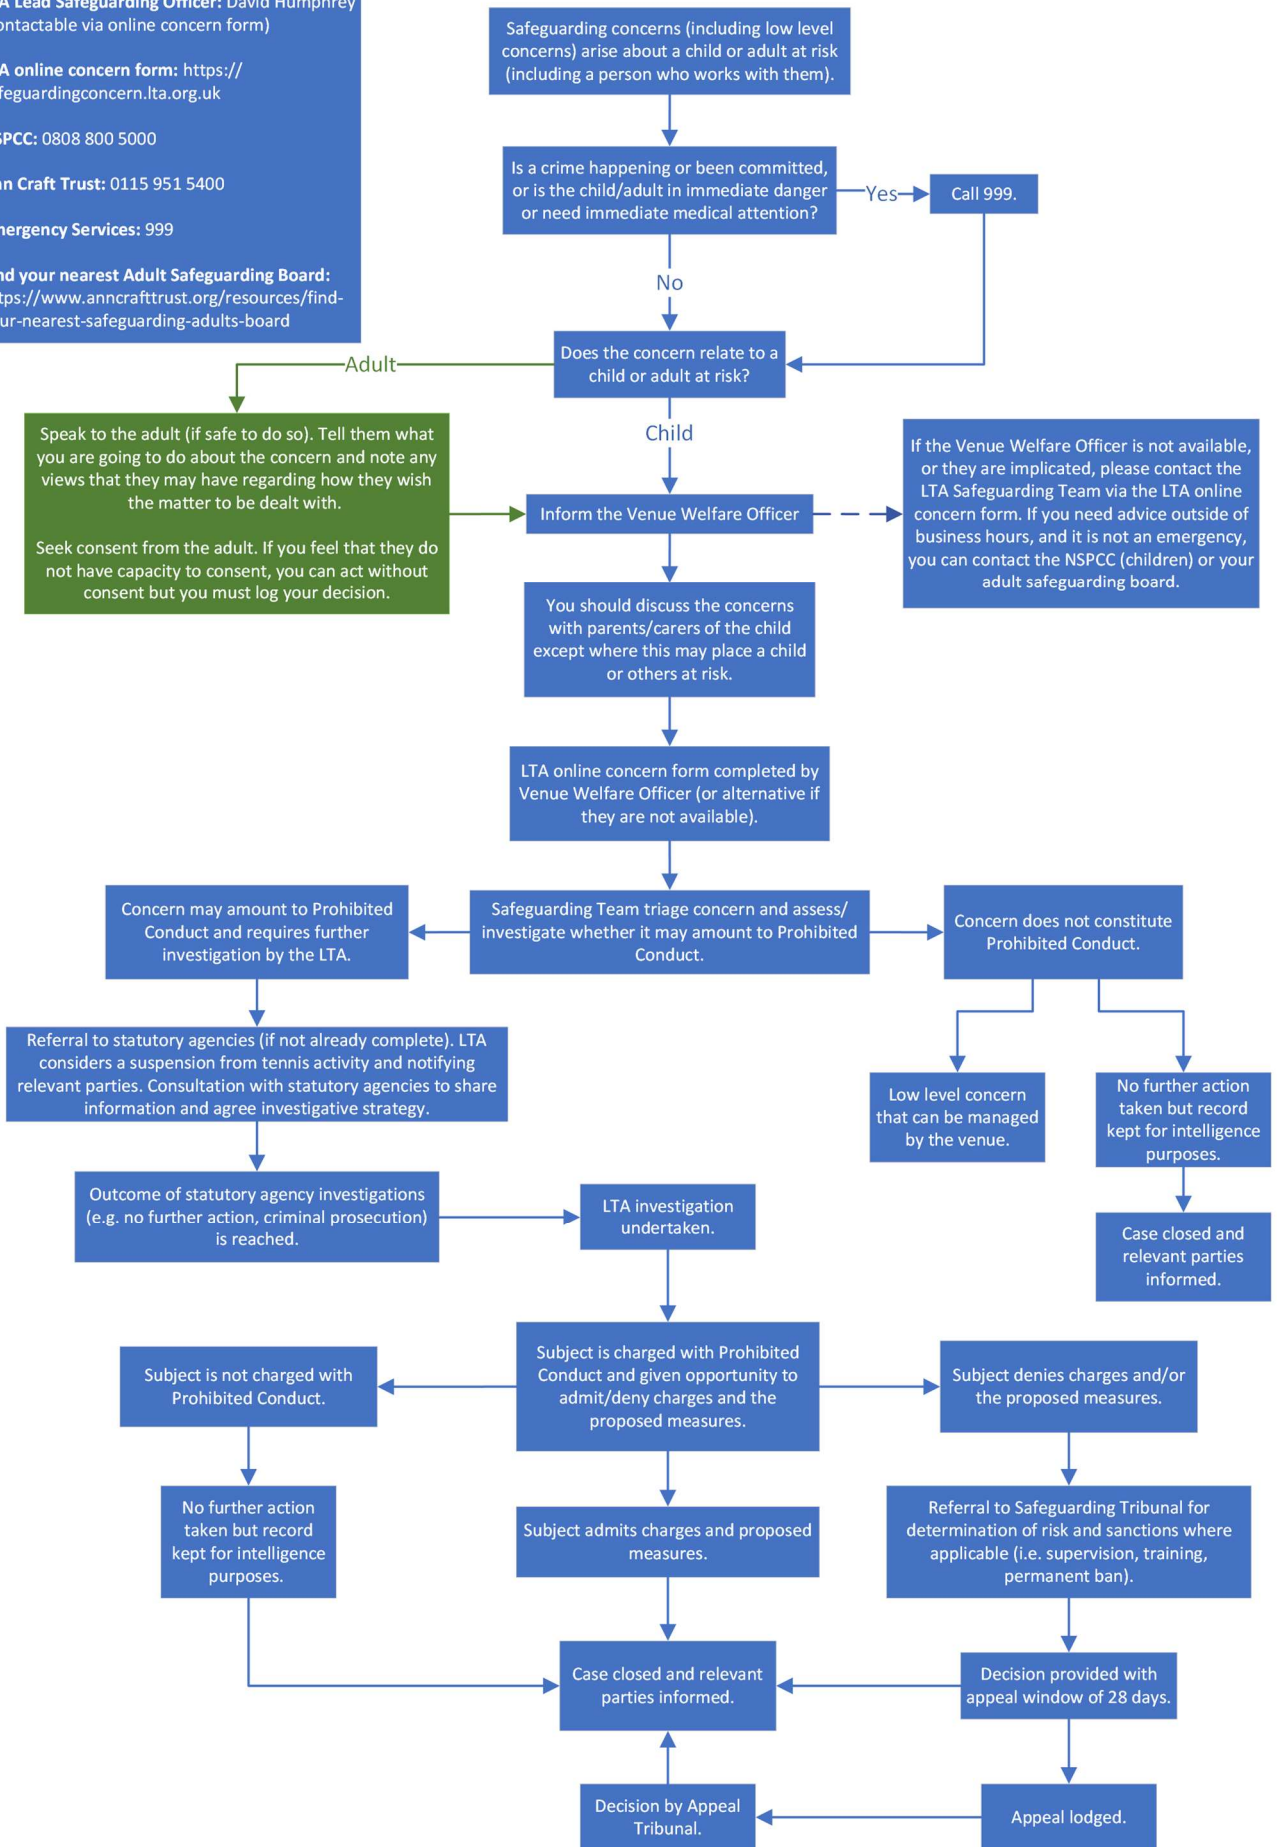 A Lead Safeguarding Officer: David Humphrey
ontactable via online concern form)
A online concern form: https://
feguardingconcern.lta.org.uk
SPCC: 0808 800 5000
nn Craft Trust: 0115 951 5400
mergency Services: 999
nd your nearest Adult Safeguarding Board:
tps://www.anncrafttrust.org/resources/find-
ur-nearest-safeguarding-adults-board
Safeguarding concerns (including low level
concerns) arise about a child or adult at risk
(including a person who works with them).
Is a crime happening or been committed,
or is the child/adult in immediate danger
or need immediate medical attention?
Yes
Call 999.
No
Does the concern relate to a
child or adult at risk?
Adult
Child
Speak to the adult (if safe to do so). Tell them what
you are going to do about the concern and note any
views that they may have regarding how they wish
the matter to be dealt with.
Seek consent from the adult. If you feel that they do
not have capacity to consent, you can act without
consent but you must log your decision.
Inform the Venue Welfare Officer
If the Venue Welfare Officer is not available,
or they are implicated, please contact the
LTA Safeguarding Team via the LTA online
concern form. If you need advice outside of
business hours, and it is not an emergency,
you can contact the NSPCC (children) or your
adult safeguarding board.
You should discuss the concerns
with parents/carers of the child
except where this may place a child
or others at risk.
LTA online concern form completed by
Venue Welfare Officer (or alternative if
they are not available).
Concern may amount to Prohibited
Conduct and requires further
investigation by the LTA.
Safeguarding Team triage concern and assess/
investigate whether it may amount to Prohibited
Conduct.
Concern does not constitute
Prohibited Conduct.
Referral to statutory agencies (if not already complete). LTA
considers a suspension from tennis activity and notifying
relevant parties. Consultation with statutory agencies to share
information and agree investigative strategy.
Low level concern
that can be managed
by the venue.
No further action
taken but record
kept for intelligence
purposes.
Outcome of statutory agency investigations
(e.g. no further action, criminal prosecution)
is reached.
LTA investigation
undertaken.
Case closed and
relevant parties
informed.
Subject is not charged with
Prohibited Conduct.
Subject is charged with Prohibited
Conduct and given opportunity to
admit/deny charges and the
proposed measures.
Subject denies charges and/or
the proposed measures.
No further action
taken but record
kept for intelligence
purposes.
Subject admits charges and proposed
measures.
Referral to Safeguarding Tribunal for
determination of risk and sanctions where
applicable (i.e. supervision, training,
permanent ban).
Case closed and relevant
parties informed.
Decision provided with
appeal window of 28 days.
Decision by Appeal
Tribunal.
Appeal lodged.